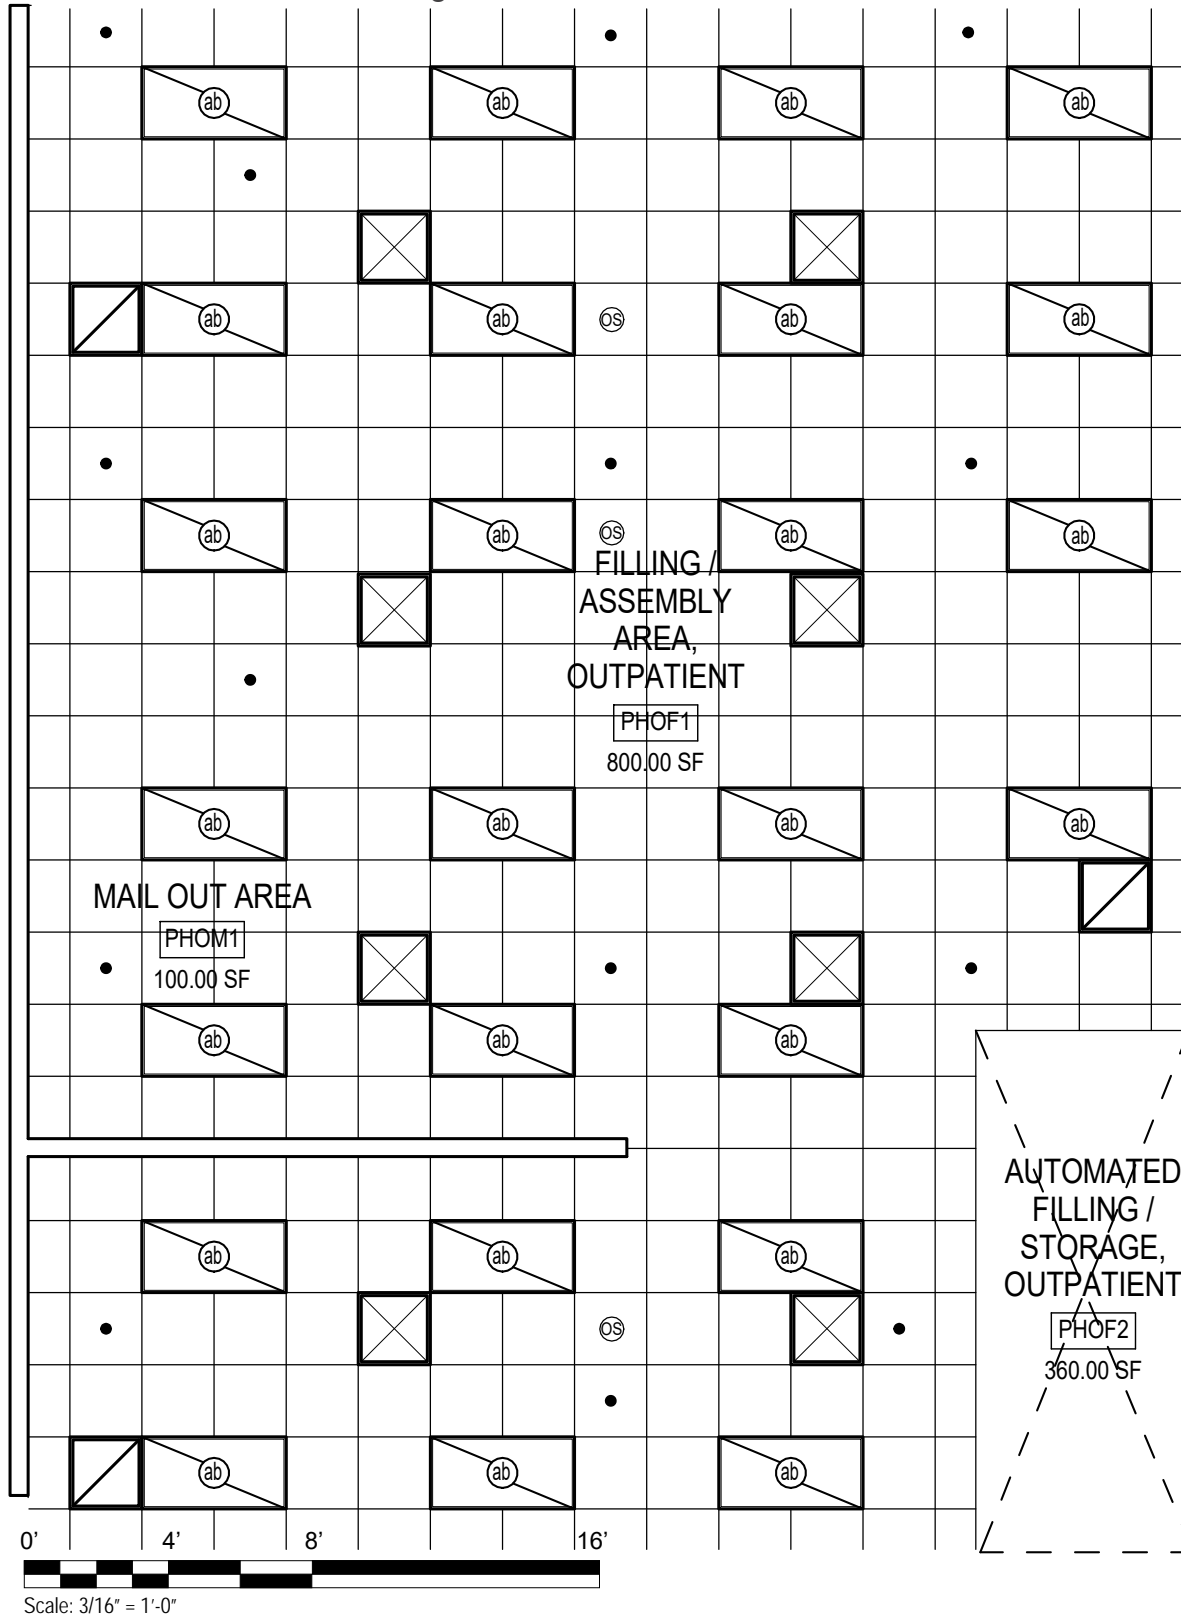 ab ab ab ab
ab ab OS ab ab
ab ab OS ab ab
FILLING /
ASSEMBLY
AREA,
OUTPATIENT
PHOF1
800.00 SF
ab ab ab ab
MAIL OUT AREA
PHOM1
100.00 SF
ab ab ab
AUTOMATED
FILLING /
STORAGE,
OUTPATIENT
PHOF2
360.00 SF
ab ab ab
OS
ab ab ab
0' 4' 8' 16'
Scale: 3/16" = 1'-0"